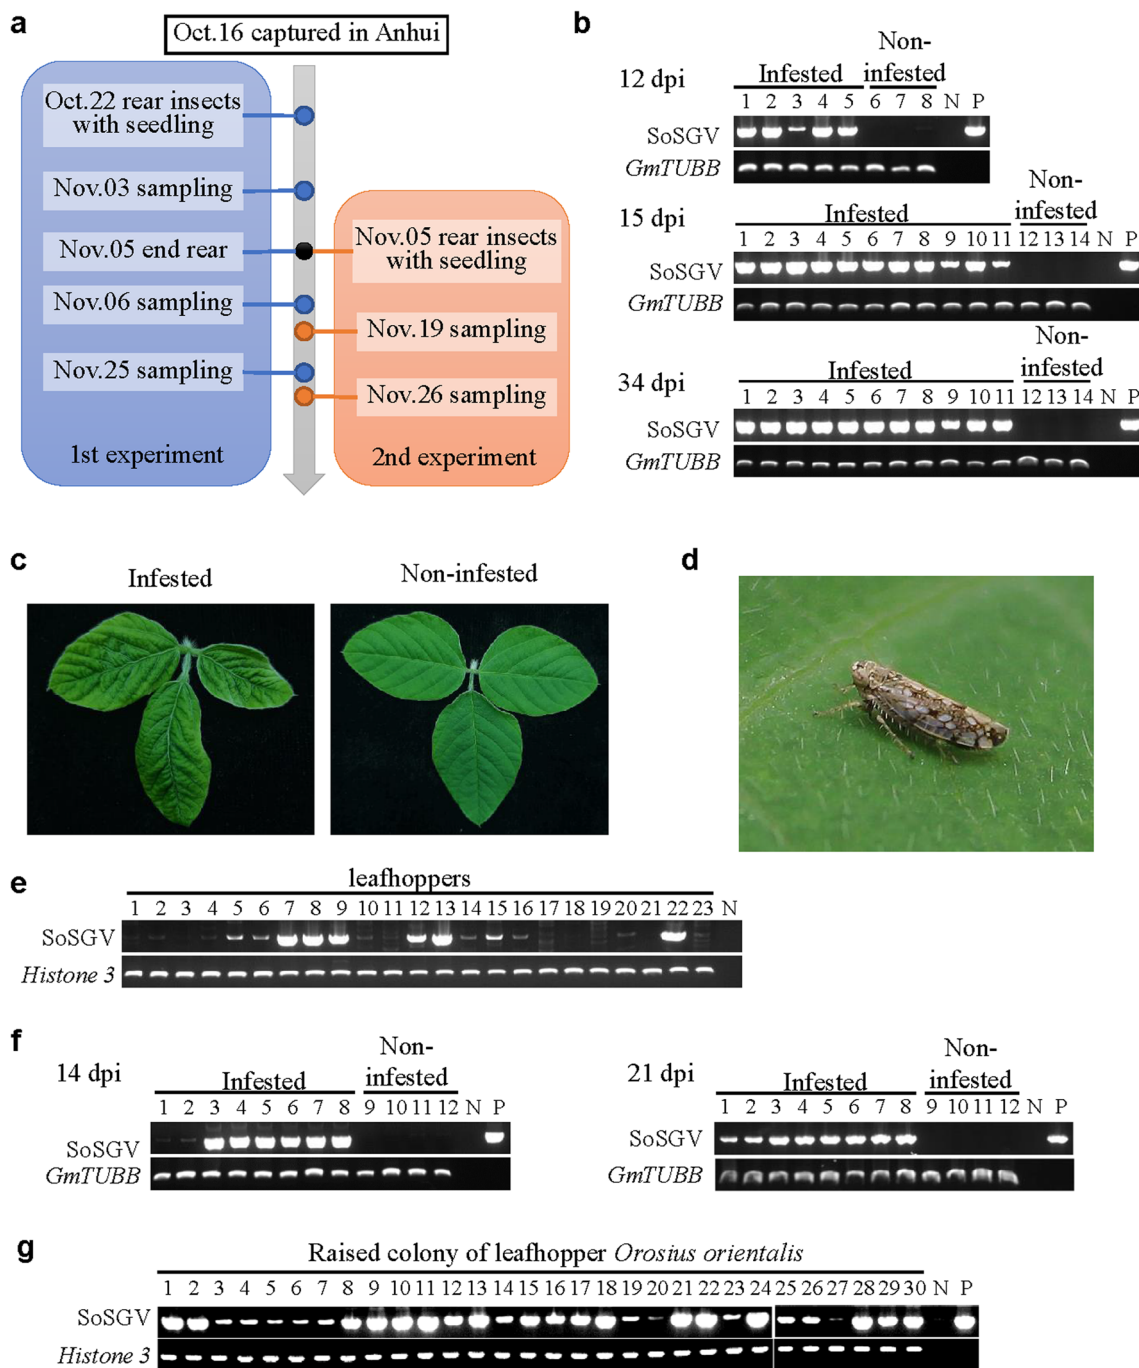 a
Oct.16 captured in Anhui
Oct.22 rear insects
with seedling
Nov.03 sampling
Nov.05 end rear
Nov.05 rear insects
with seedling
Nov.06 sampling
Nov.19 sampling
Nov.25 sampling
Nov.26 sampling
1st experiment
2nd experiment
b
12 dpi
Infested
Non-
infested
1 2 3 4 5 6 7 8 N P
SoSGV
GmTUBB
15 dpi
Infested
Non-
infested
1 2 3 4 5 6 7 8 9 10 11 12 13 14 N P
SoSGV
GmTUBB
34 dpi
Infested
Non-
infested
1 2 3 4 5 6 7 8 9 10 11 12 13 14 N P
SoSGV
GmTUBB
c
Infested
Non-infested
d
e
leafhoppers
1 2 3 4 5 6 7 8 9 10 11 12 13 14 15 16 17 18 19 20 21 22 23 N
SoSGV
Histone 3
f
14 dpi
Infested
Non-
infested
1 2 3 4 5 6 7 8 9 10 11 12 N P
SoSGV
GmTUBB
21 dpi
Infested
Non-
infested
1 2 3 4 5 6 7 8 9 10 11 12 N P
SoSGV
GmTUBB
g
Raised colony of leafhopper Orosius orientalis
1 2 3 4 5 6 7 8 9 10 11 12 13 14 15 16 17 18 19 20 21 22 23 24 25 26 27 28 29 30 N P
SoSGV
Histone 3